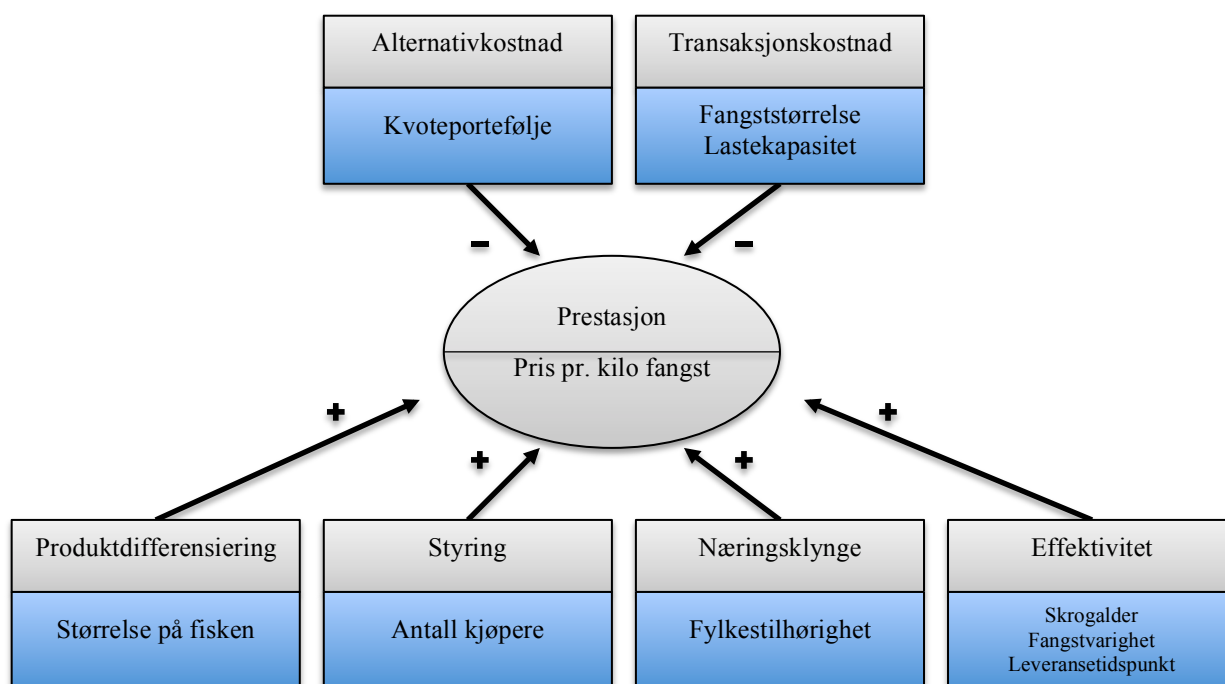 Alternativkostnad
Kvoteportefølje
Transaksjonskostnad
Fangststørrelse
Lastekapasitet
−
−
Prestasjon
Pris pr. kilo fangst
+
+
+
+
Produktdifferensiering
Størrelse på fisken
Styring
Antall kjøpere
Næringsklynge
Fylkestilhørighet
Effektivitet
Skrogalder
Fangstvarighet
Leveransetidspunkt